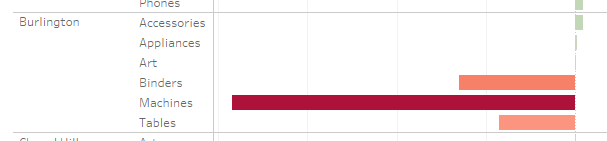 Phones
Burlington Accessories
Appliances
Art
Binders
Machines
Tables